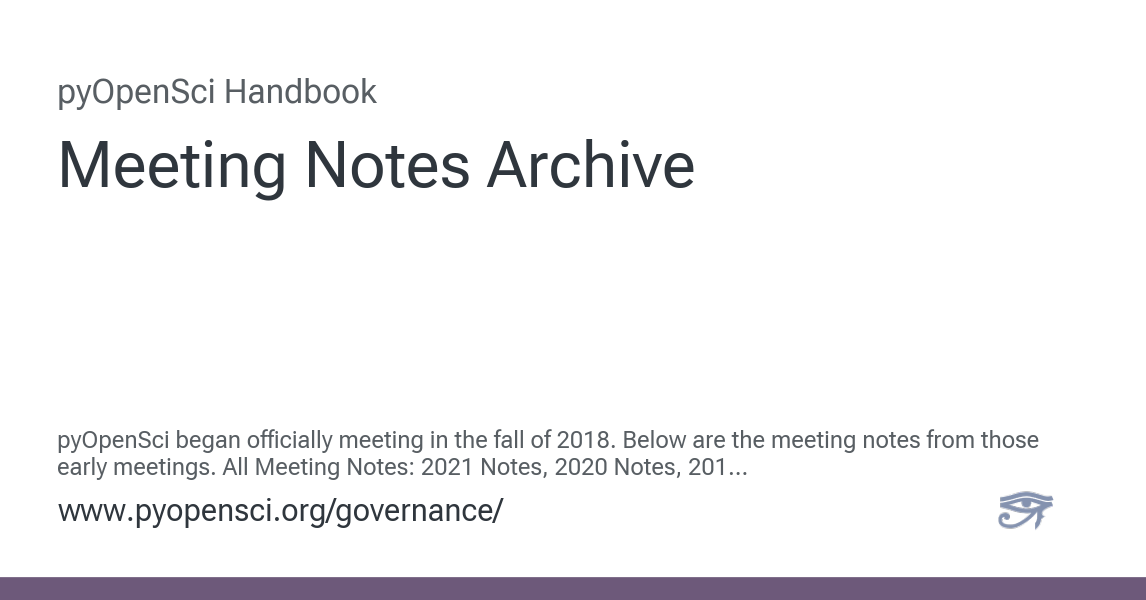 pyOpenSci Handbook
Meeting Notes Archive
pyOpenSci began officially meeting in the fall of 2018. Below are the meeting notes from those
early meetings. All Meeting Notes: 2021 Notes, 2020 Notes, 201...
www.pyopensci.org/governance/